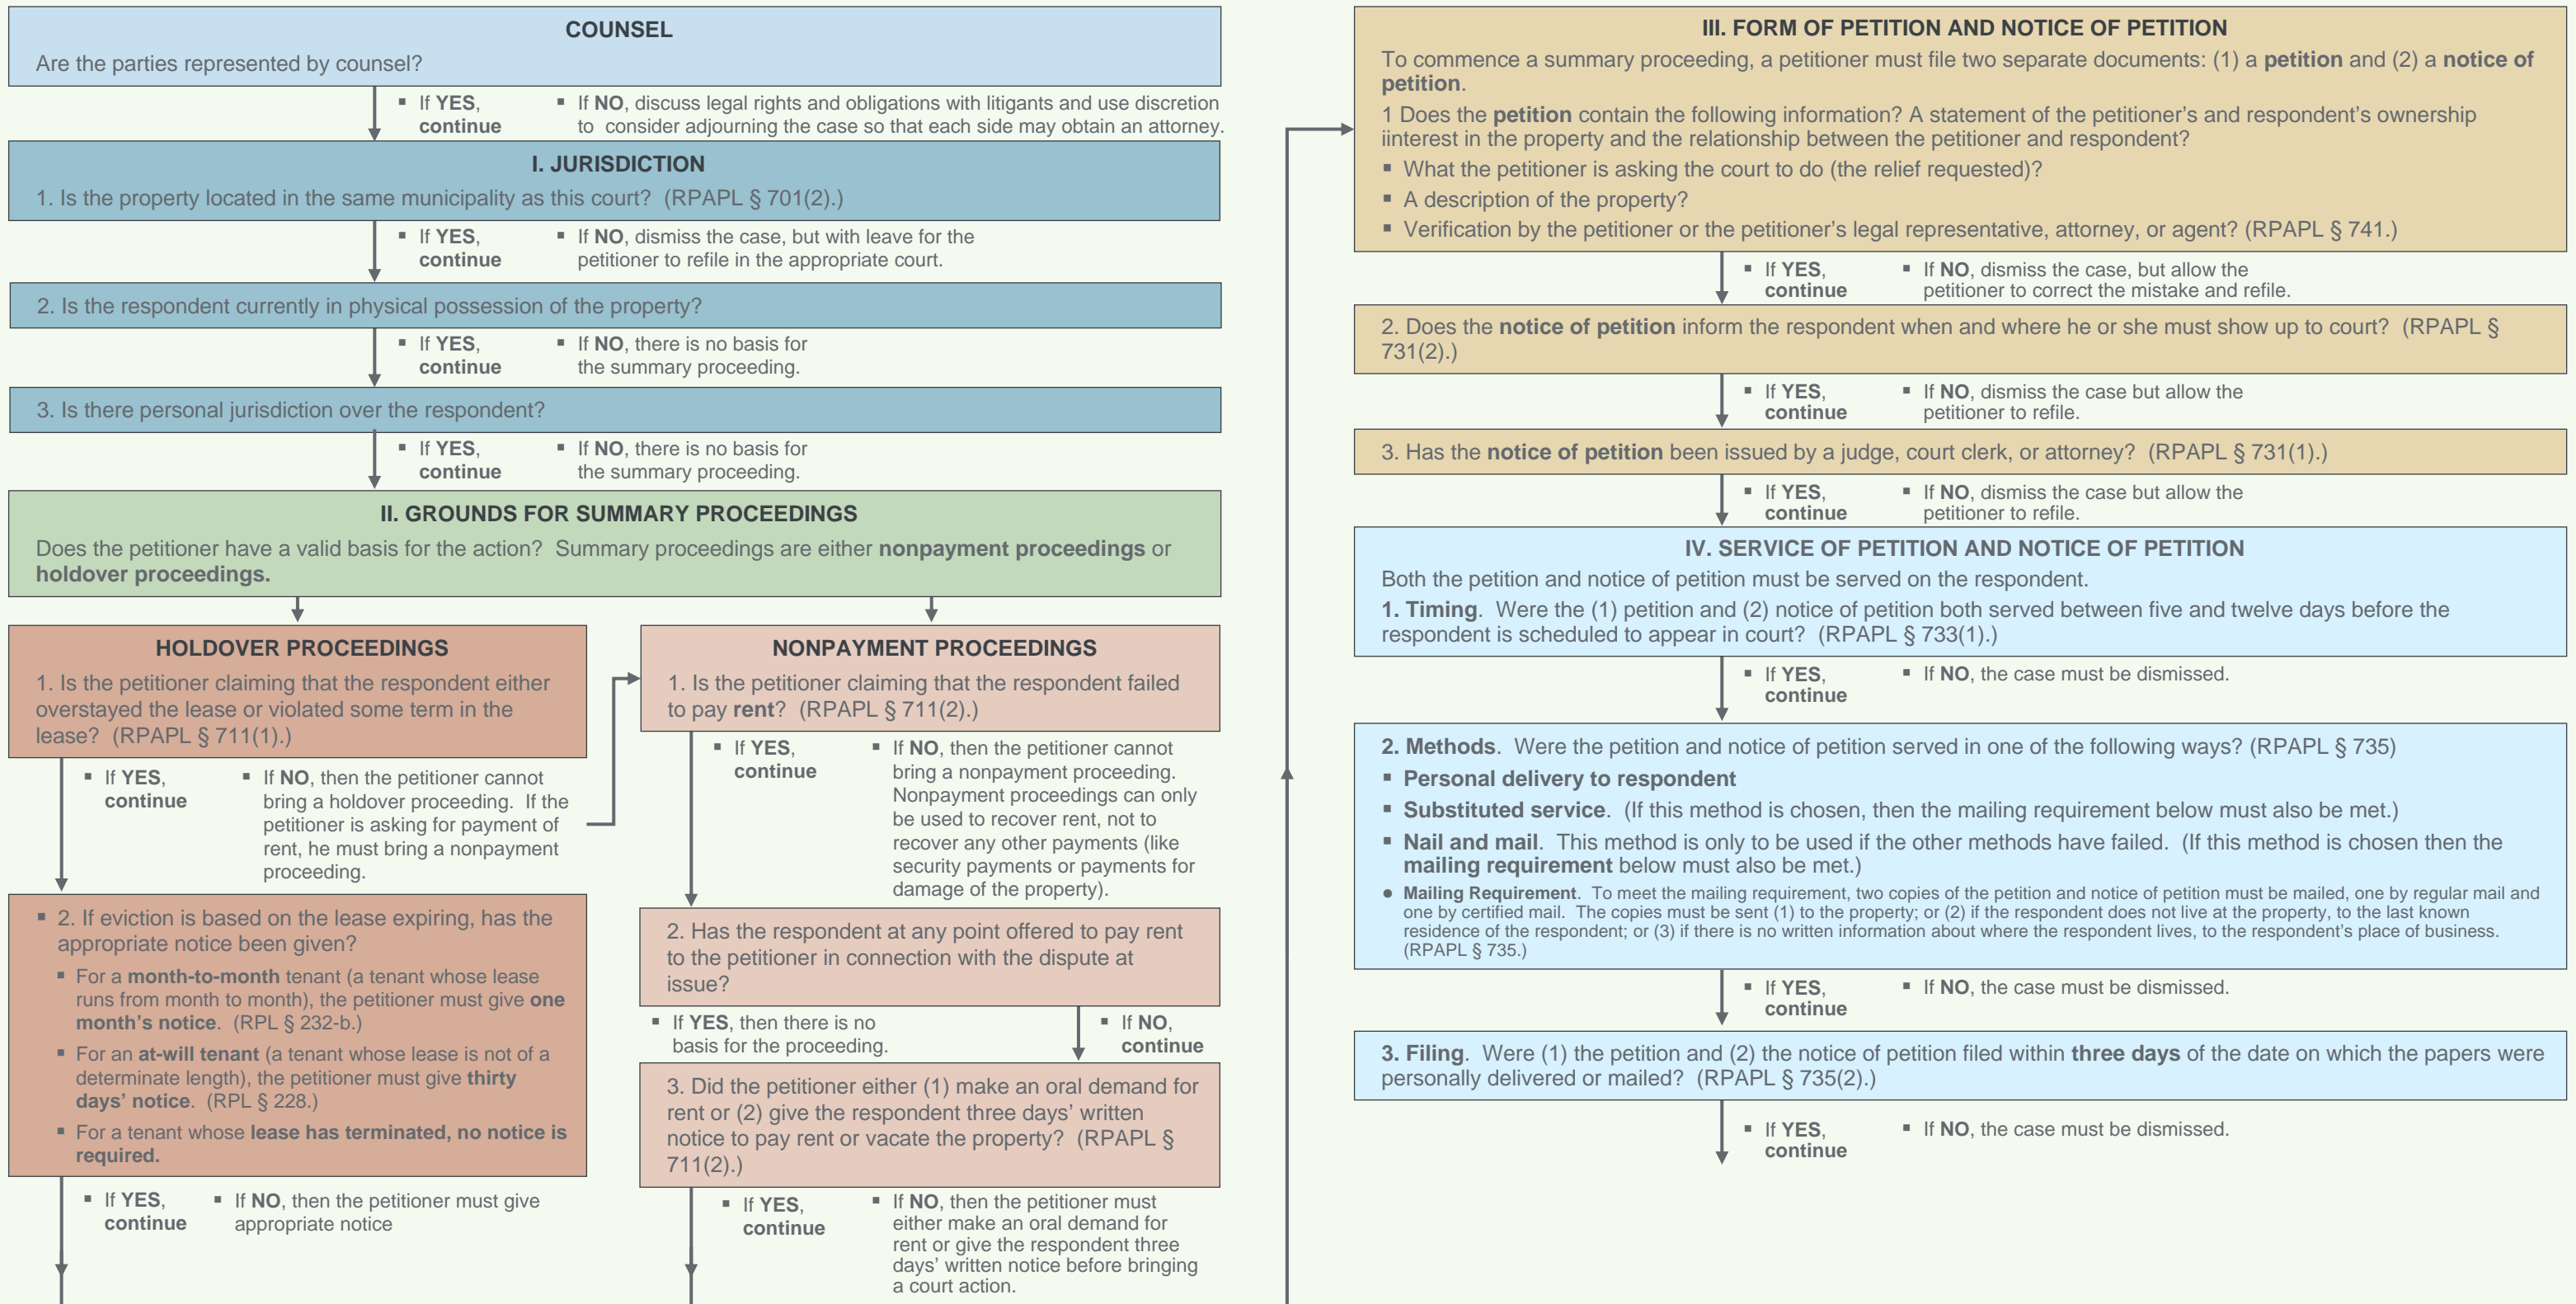 COUNSEL
Are the parties represented by counsel?
▪ If YES,
continue
▪ If NO, discuss legal rights and obligations with litigants and use discretion
to consider adjourning the case so that each side may obtain an attorney.
I. JURISDICTION
1. Is the property located in the same municipality as this court? (RPAPL § 701(2).)
▪ If YES,
continue
▪ If NO, dismiss the case, but with leave for the
petitioner to refile in the appropriate court.
2. Is the respondent currently in physical possession of the property?
▪ If YES,
continue
▪ If NO, there is no basis for
the summary proceeding.
3. Is there personal jurisdiction over the respondent?
▪ If YES,
continue
▪ If NO, there is no basis for
the summary proceeding.
II. GROUNDS FOR SUMMARY PROCEEDINGS
Does the petitioner have a valid basis for the action? Summary proceedings are either nonpayment proceedings or
holdover proceedings.
HOLDOVER PROCEEDINGS
1. Is the petitioner claiming that the respondent either
overstayed the lease or violated some term in the
lease? (RPAPL § 711(1).)
▪ If YES,
continue
▪ If NO, then the petitioner cannot
bring a holdover proceeding. If the
petitioner is asking for payment of
rent, he must bring a nonpayment
proceeding.
▪ 2. If eviction is based on the lease expiring, has the
appropriate notice been given?
▪ For a month-to-month tenant (a tenant whose lease
runs from month to month), the petitioner must give one
month’s notice. (RPL § 232-b.)
▪ For an at-will tenant (a tenant whose lease is not of a
determinate length), the petitioner must give thirty
days’ notice. (RPL § 228.)
▪ For a tenant whose lease has terminated, no notice is
required.
▪ If YES,
continue
▪ If NO, then the petitioner must give
appropriate notice
NONPAYMENT PROCEEDINGS
1. Is the petitioner claiming that the respondent failed
to pay rent? (RPAPL § 711(2).)
▪ If YES,
continue
▪ If NO, then the petitioner cannot
bring a nonpayment proceeding.
Nonpayment proceedings can only
be used to recover rent, not to
recover any other payments (like
security payments or payments for
damage of the property).
2. Has the respondent at any point offered to pay rent
to the petitioner in connection with the dispute at
issue?
▪ If YES, then there is no
basis for the proceeding.
▪ If NO,
continue
3. Did the petitioner either (1) make an oral demand for
rent or (2) give the respondent three days’ written
notice to pay rent or vacate the property? (RPAPL §
711(2).)
▪ If YES,
continue
▪ If NO, then the petitioner must
either make an oral demand for
rent or give the respondent three
days’ written notice before bringing
a court action.
III. FORM OF PETITION AND NOTICE OF PETITION
To commence a summary proceeding, a petitioner must file two separate documents: (1) a petition and (2) a notice of
petition.
1 Does the petition contain the following information? A statement of the petitioner’s and respondent’s ownership
iinterest in the property and the relationship between the petitioner and respondent?
▪ What the petitioner is asking the court to do (the relief requested)?
▪ A description of the property?
▪ Verification by the petitioner or the petitioner’s legal representative, attorney, or agent? (RPAPL § 741.)
▪ If YES,
continue
▪ If NO, dismiss the case, but allow the
petitioner to correct the mistake and refile.
2. Does the notice of petition inform the respondent when and where he or she must show up to court? (RPAPL §
731(2).)
▪ If YES,
continue
▪ If NO, dismiss the case but allow the
petitioner to refile.
3. Has the notice of petition been issued by a judge, court clerk, or attorney? (RPAPL § 731(1).)
▪ If YES,
continue
▪ If NO, dismiss the case but allow the
petitioner to refile.
IV. SERVICE OF PETITION AND NOTICE OF PETITION
Both the petition and notice of petition must be served on the respondent.
1. Timing. Were the (1) petition and (2) notice of petition both served between five and twelve days before the
respondent is scheduled to appear in court? (RPAPL § 733(1).)
▪ If YES,
continue
▪ If NO, the case must be dismissed.
2. Methods. Were the petition and notice of petition served in one of the following ways? (RPAPL § 735)
▪ Personal delivery to respondent
▪ Substituted service. (If this method is chosen, then the mailing requirement below must also be met.)
▪ Nail and mail. This method is only to be used if the other methods have failed. (If this method is chosen then the
mailing requirement below must also be met.)
● Mailing Requirement. To meet the mailing requirement, two copies of the petition and notice of petition must be mailed, one by regular mail and
one by certified mail. The copies must be sent (1) to the property; or (2) if the respondent does not live at the property, to the last known
residence of the respondent; or (3) if there is no written information about where the respondent lives, to the respondent’s place of business.
(RPAPL § 735.)
▪ If YES,
continue
▪ If NO, the case must be dismissed.
3. Filing. Were (1) the petition and (2) the notice of petition filed within three days of the date on which the papers were
personally delivered or mailed? (RPAPL § 735(2).)
▪ If YES,
continue
▪ If NO, the case must be dismissed.